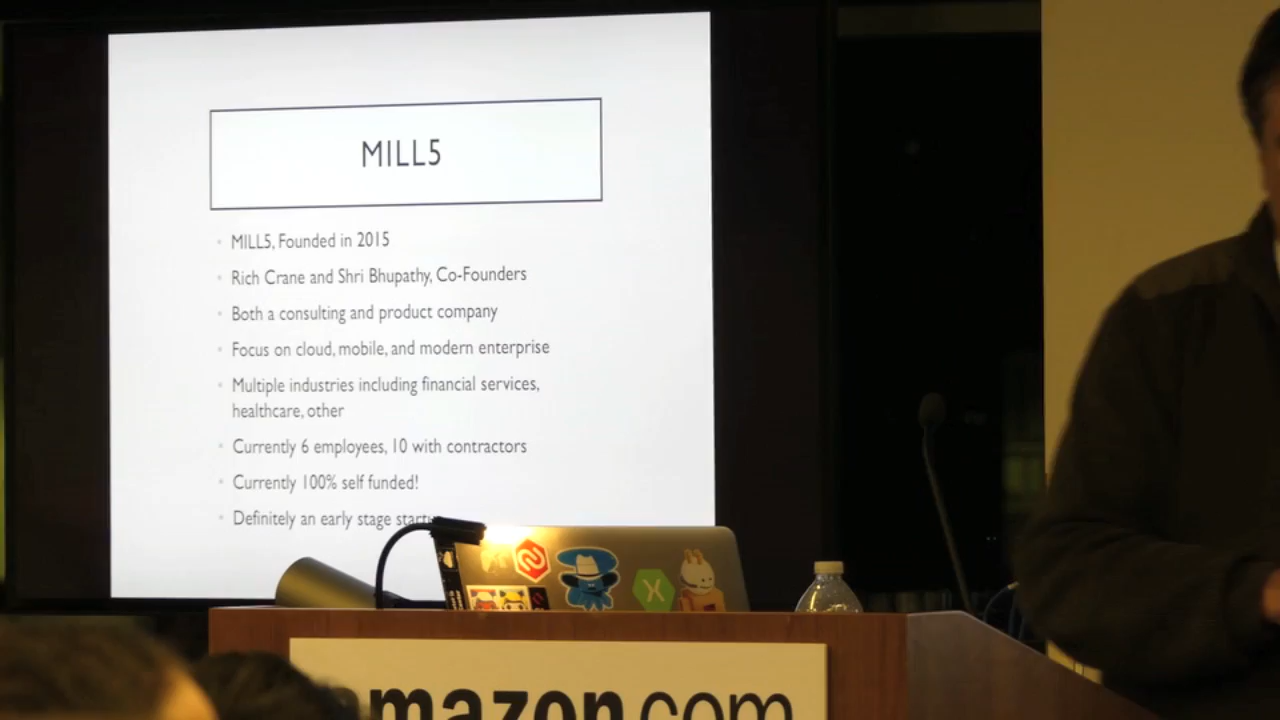 MILL5
MILL5, Founded in 2015
Rich Crane and Shri Bhupathy, Co-Founders
Both a consulting and product company
Focus on cloud, mobile, and modern enterprise
Multiple industries including financial services,
healthcare, other
Currently 6 employees, 10 with contractors
Currently 100% self funded!
Definitely an early stage
mazon.com